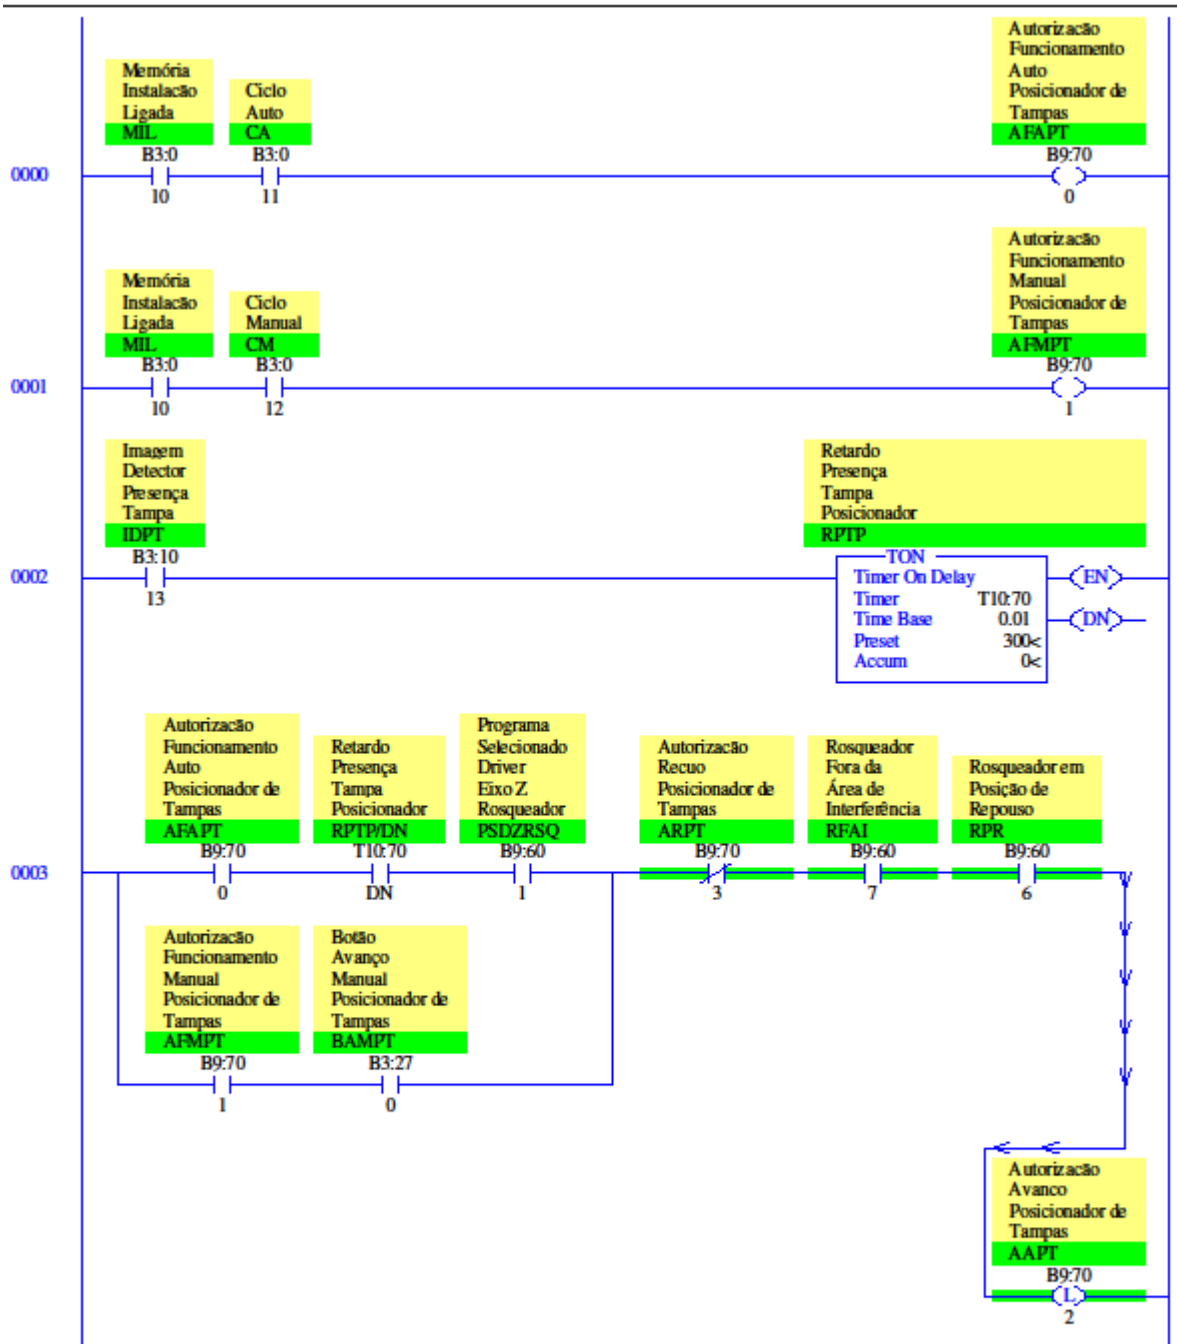 Autorizacão
Funcionamento
Auto
Posicionador de
Tampas
AFAPT
B9:70
0
Memória
Instalacão
Ligada
MIL
B3:0
10
Ciclo
Auto
CA
B3:0
11
0000
Autorizacão
Funcionamento
Manual
Posicionador de
Tampas
AFMPT
B9:70
1
Memória
Instalacão
Ligada
MIL
B3:0
10
Ciclo
Manual
CM
B3:0
12
0001
Imagem
Detector
Presença
Tampa
IDPT
B3:10
13
Retardo
Presença
Tampa
Posicionador
RPTP
TON
Timer On Delay
Timer T10:70
Time Base 0.01
Preset 300<
Accum 0<
EN
DN
0002
Autorizacão
Funcionamento
Auto
Posicionador de
Tampas
AFAPT
B9:70
0
Retardo
Presença
Tampa
Posicionador
RPTP/DN
T10:70
DN
Programa
Selecionado
Driver
Eixo Z
Rosqueador
PSDZRSQ
B9:60
1
Autorizacão
Recuo
Posicionador de
Tampas
ARPT
B9:70
3
Rosqueador
Fora da
Área de
Interferência
RFAI
B9:60
7
Rosqueador em
Posição de
Repouso
RPR
B9:60
6
0003
Autorizacão
Funcionamento
Manual
Posicionador de
Tampas
AFMPT
B9:70
1
Botão
Avanço
Manual
Posicionador de
Tampas
BAMPT
B3:27
0
Autorizacão
Avanco
Posicionador de
Tampas
AAPT
B9:70
L
2